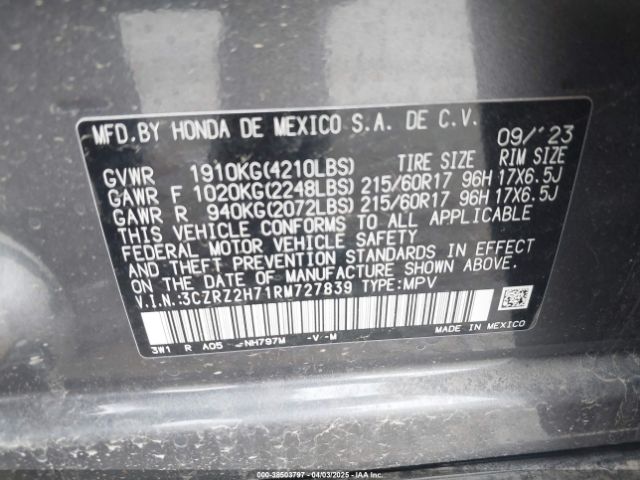 MFD.BY HONDA DE MEXICO S.A. DE C.V. 09/'23
GVWR 1910KG(4210LBS) TIRE SIZE RIM SIZE
GAWR F 1020KG(2248LBS) 215/60R17 96H 17X6.5J
GAWR R 940KG(2072LBS) 215/60R17 96H 17X6.5J
THIS VEHICLE CONFORMS TO ALL APPLICABLE
FEDERAL MOTOR VEHICLE SAFETY
AND THEFT PREVENTION STANDARDS IN EFFECT
ON THE DATE OF MANUFACTURE SHOWN ABOVE.
V.I.N.:3CZRZ2H71RM727839 TYPE:MPV
3W1 R A05 -NH797M -V-M
MADE IN MEXICO
000-38503797 - 04/03/2025 - IAAI.COM